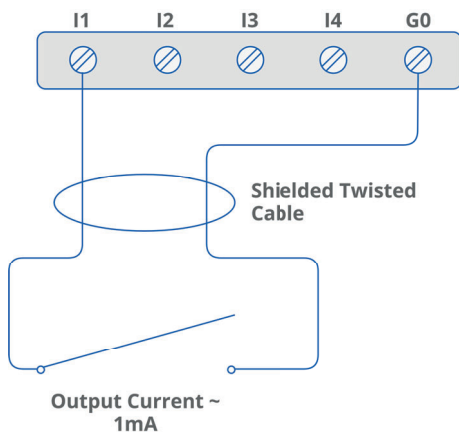 I1 I2 I3 I4 G0
Shielded Twisted
Cable
Output Current ~
1mA